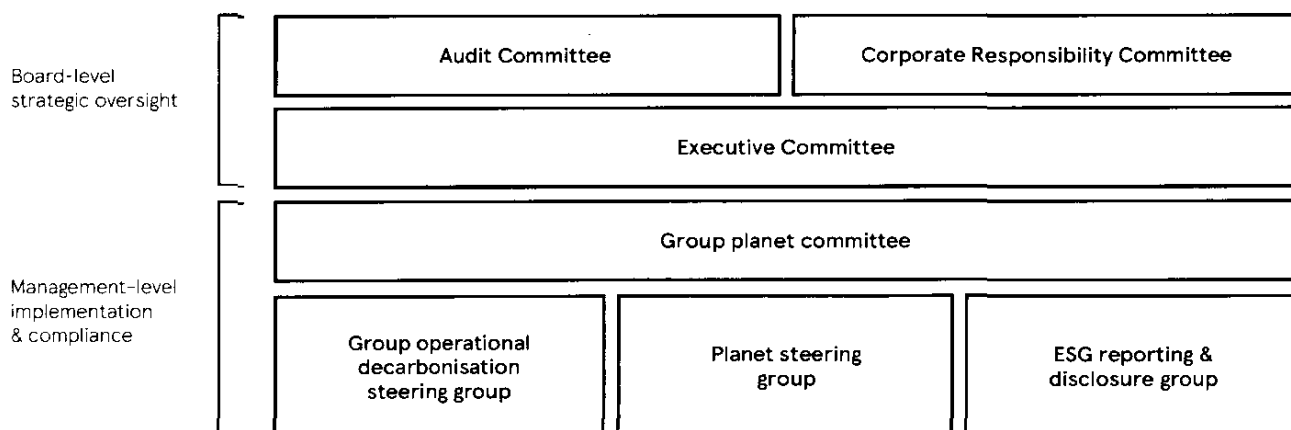 Board-level
strategic oversight
Audit Committee
Corporate Responsibility Committee
Executive Committee
Management-level
implementation
& compliance
Group planet committee
Group operational
decarbonisation
steering group
Planet steering
group
ESG reporting &
disclosure group